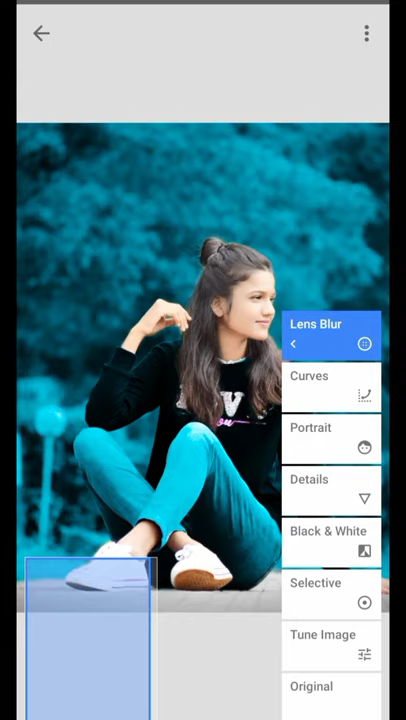 Lens Blur
Curves
Portrait
Details
Black & White
Selective
Tune Image
Original